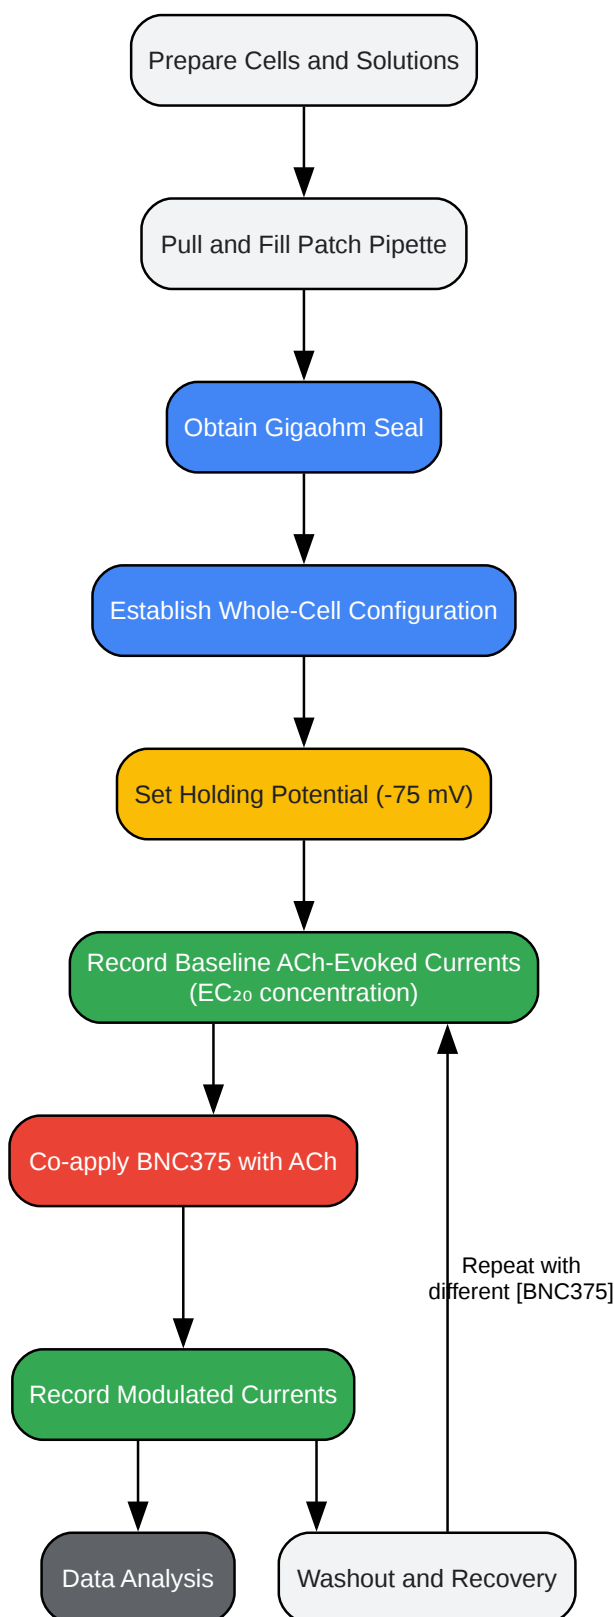 Prepare Cells and Solutions
Pull and Fill Patch Pipette
Obtain Gigaohm Seal
Establish Whole-Cell Configuration
Set Holding Potential (-75 mV)
Record Baseline ACh-Evoked Currents
(EC₂₀ concentration)
Co-apply BNC375 with ACh
Repeat with
different [BNC375]
Record Modulated Currents
Data Analysis
Washout and Recovery